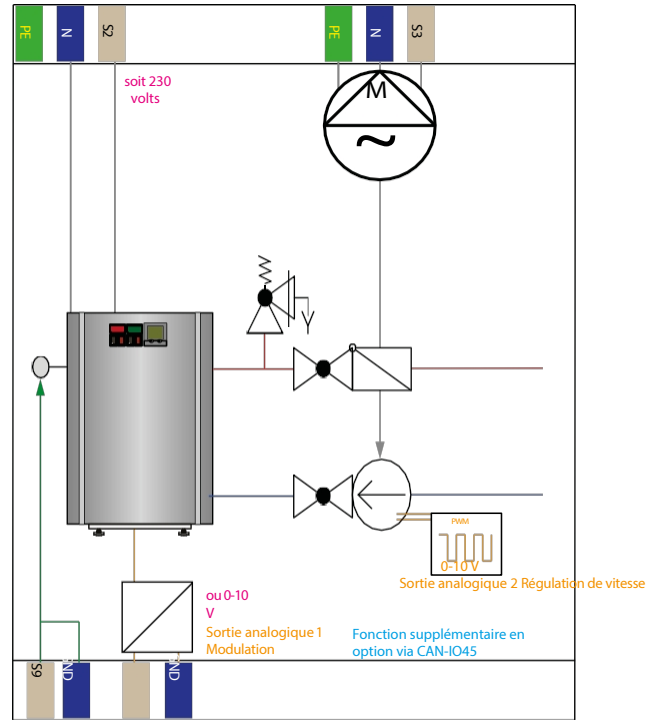 PE
N
S2
PE
N
S3
soit 230
volts
M
~
PWM
0-10 V
Sortie analogique 2 Régulation de vitesse
ou 0-10
V
Sortie analogique 1
Modulation
Fonction supplémentaire en
option via CAN-IO45
S9
GND
GND